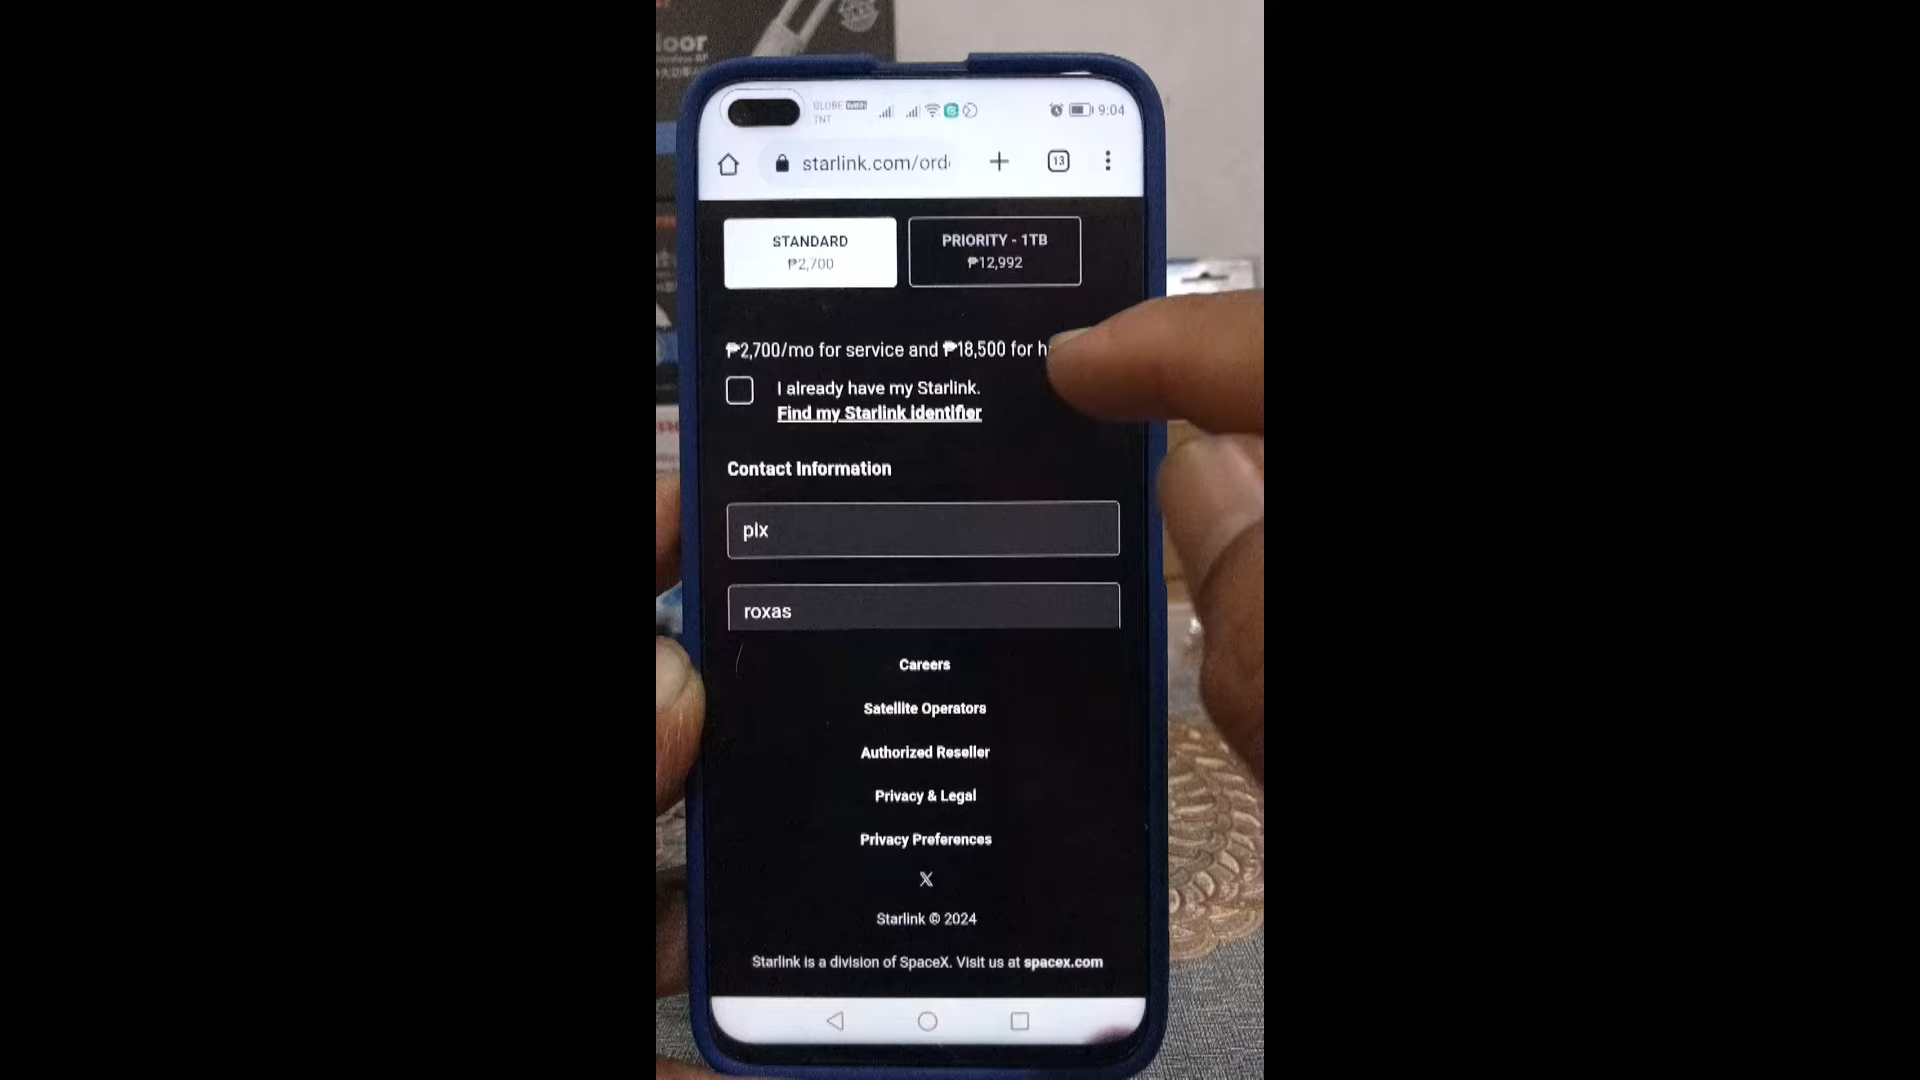 GLOBE
TNT
9:04
starlink.com/ord
13
STANDARD
₱2,700
PRIORITY - 1TB
₱12,992
₱2,700/mo for service and ₱18,500 for h
I already have my Starlink.
Find my Starlink identifier
Contact Information
plx
roxas
Careers
Satellite Operators
Authorized Reseller
Privacy & Legal
Privacy Preferences
X
Starlink © 2024
Starlink is a division of SpaceX. Visit us at spacex.com